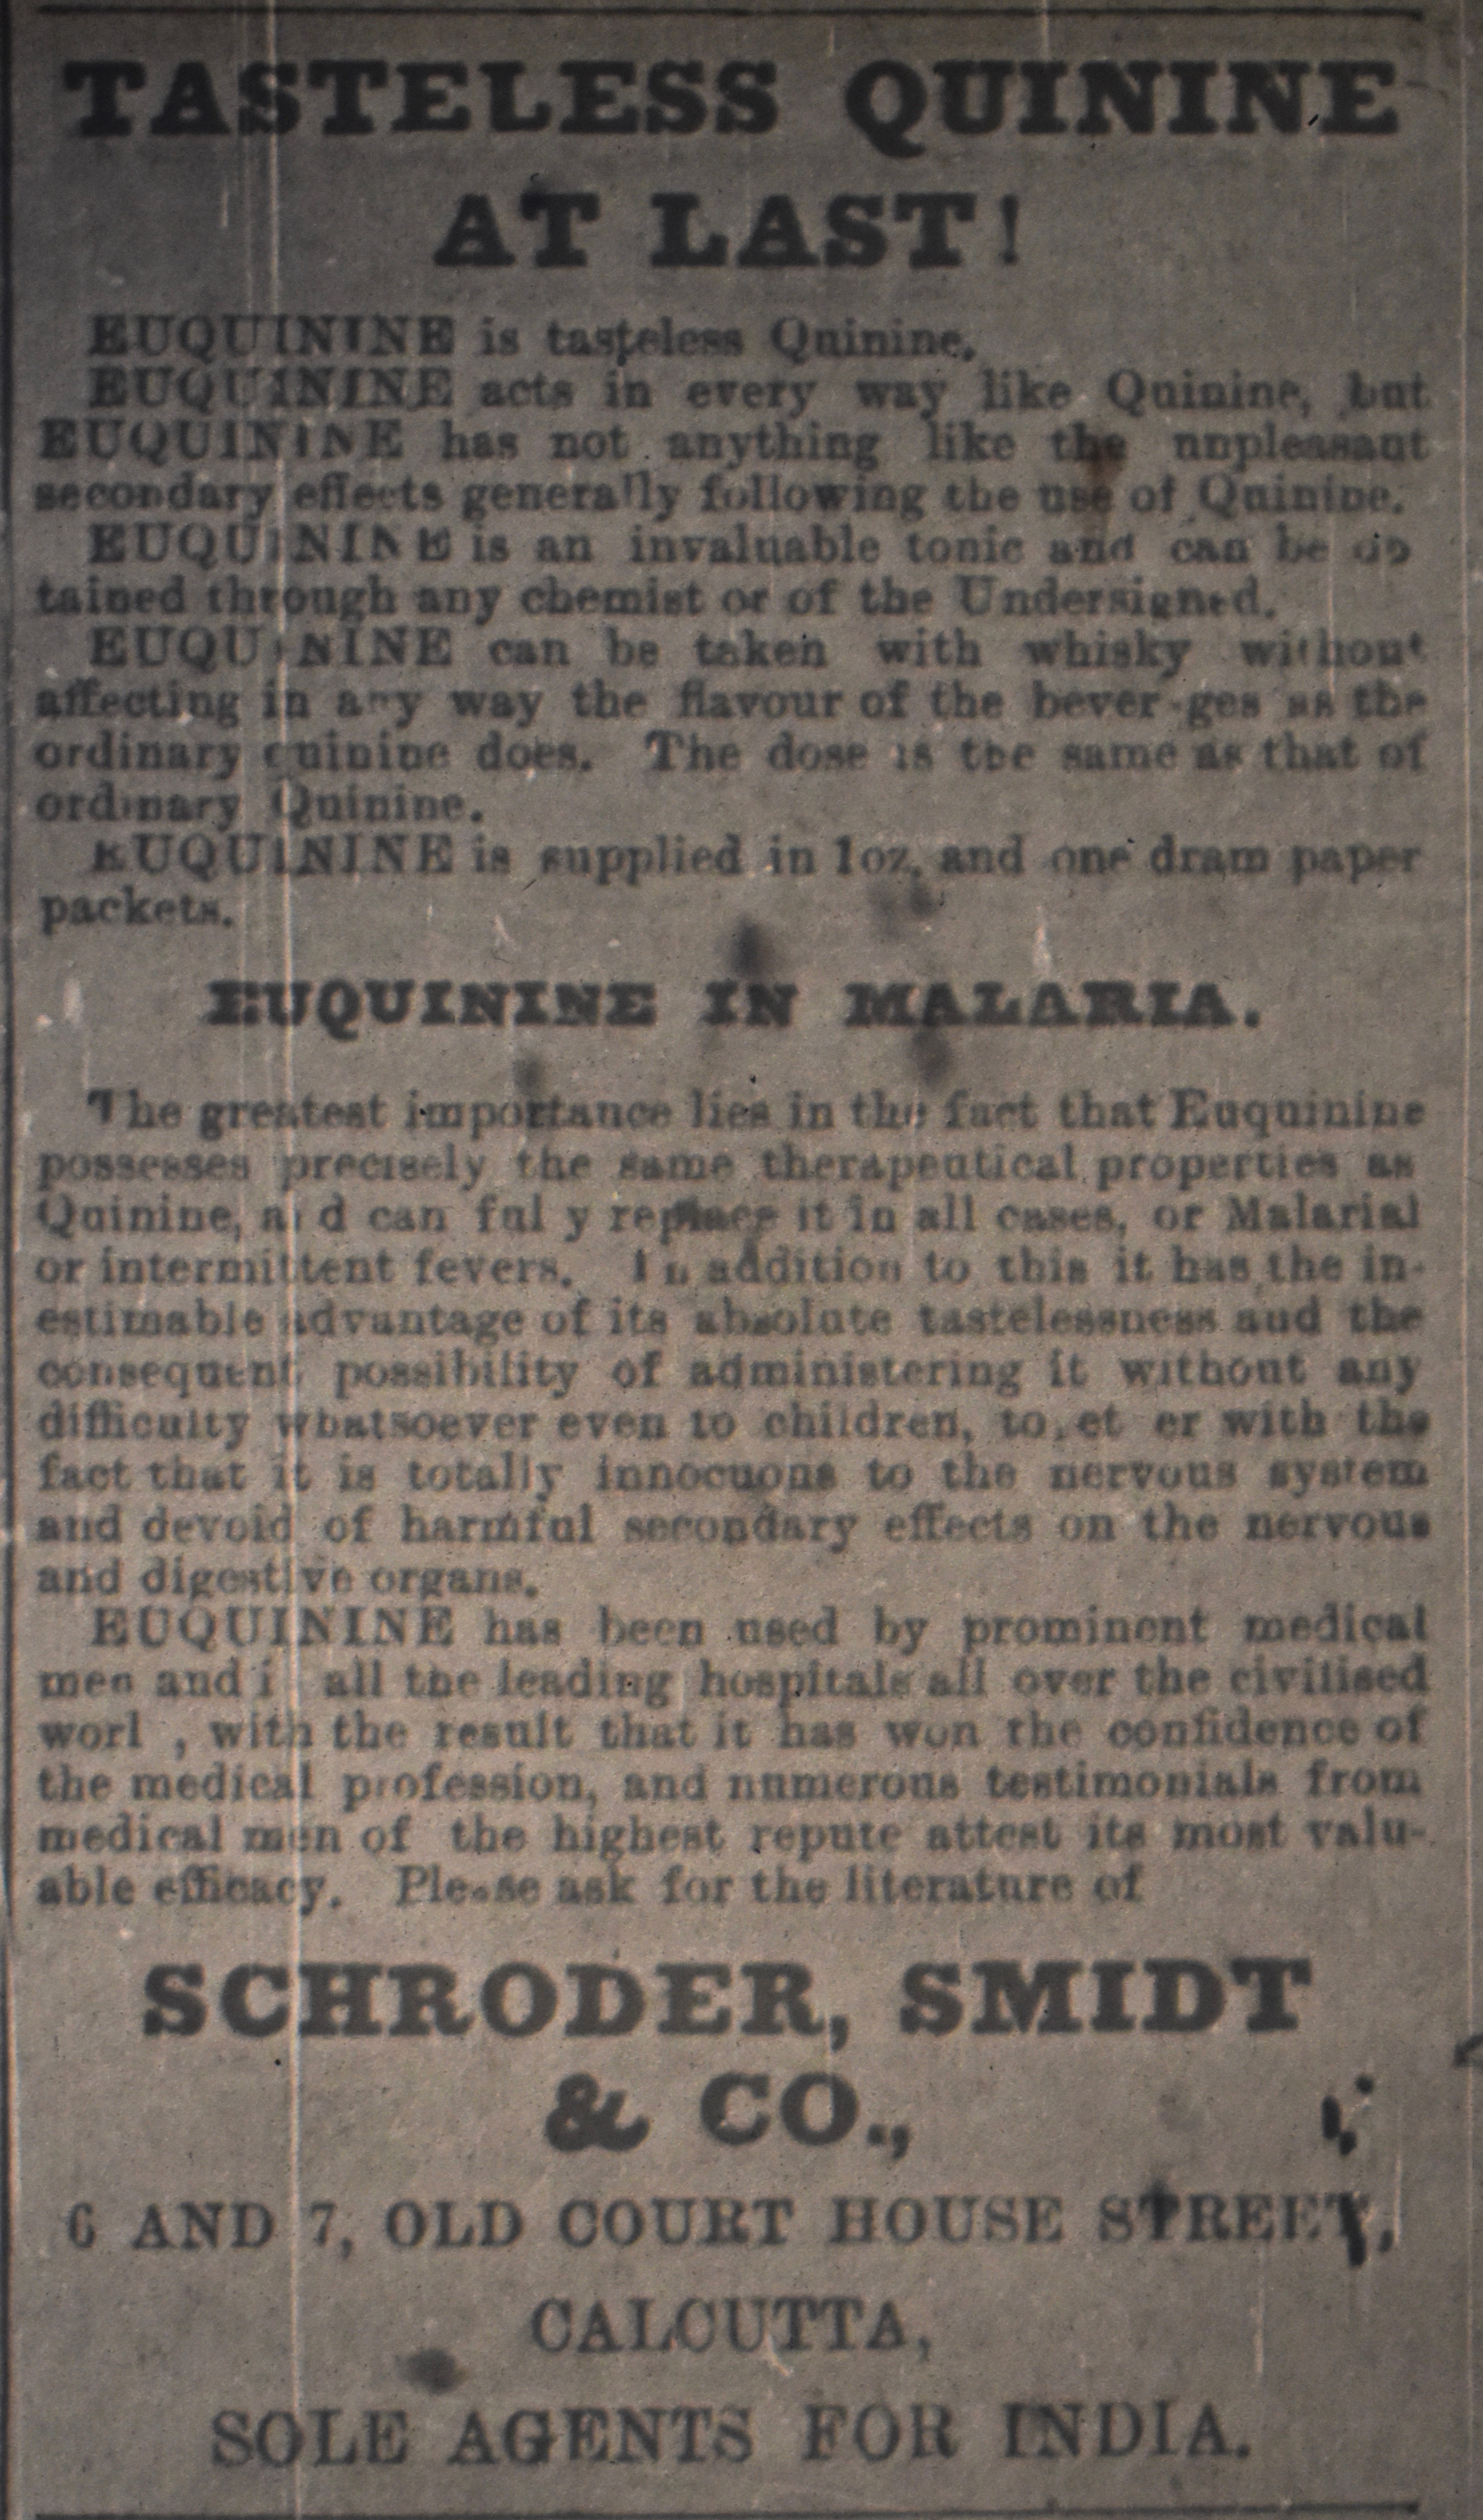 TASTELESS QUININE
AT LAST!
EUQUININE is tasteless Quinine.
EUQUININE acts in every way like Quinine, but
EUQUININE has not anything like the unpleasant
secondary effects generally following the use of Quinine.
EUQUININE is an invaluable tonic and can be ob
tained through any chemist or of the Undersigned.
EUQUININE can be taken with whisky without
affecting in any way the flavour of the beverages as the
ordinary quinine does. The dose is the same as that of
ordinary Quinine.
EUQUININE is supplied in 1oz. and one dram paper
packets.
EUQUININE IN MALARIA.
The greatest importance lies in the fact that Euquinine
possesses precisely the same therapeutical properties as
Quinine, and can fully replace it in all cases, or Malarial
or intermittent fevers. In addition to this it has the in-
estimable advantage of its absolute tastelessness and the
consequent possibility of administering it without any
difficulty whatsoever even to children, together with the
fact that it is totally innocuous to the nervous system
and devoid of harmful secondary effects on the nervous
and digestive organs.
EUQUININE has been used by prominent medical
men and in all the leading hospitals all over the civilised
world, with the result that it has won the confidence of
the medical profession, and numerous testimonials from
medical men of the highest repute attest its most valu-
able efficacy. Please ask for the literature of
SCHRODER, SMIDT
& CO.,
6 AND 7, OLD COURT HOUSE STREET,
CALCUTTA,
SOLE AGENTS FOR INDIA.